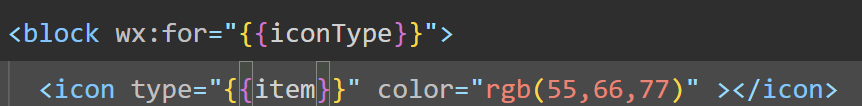 <block wx:for="{{iconType}}">
<icon type="{{item}}" color="rgb(55,66,77)" ></icon>